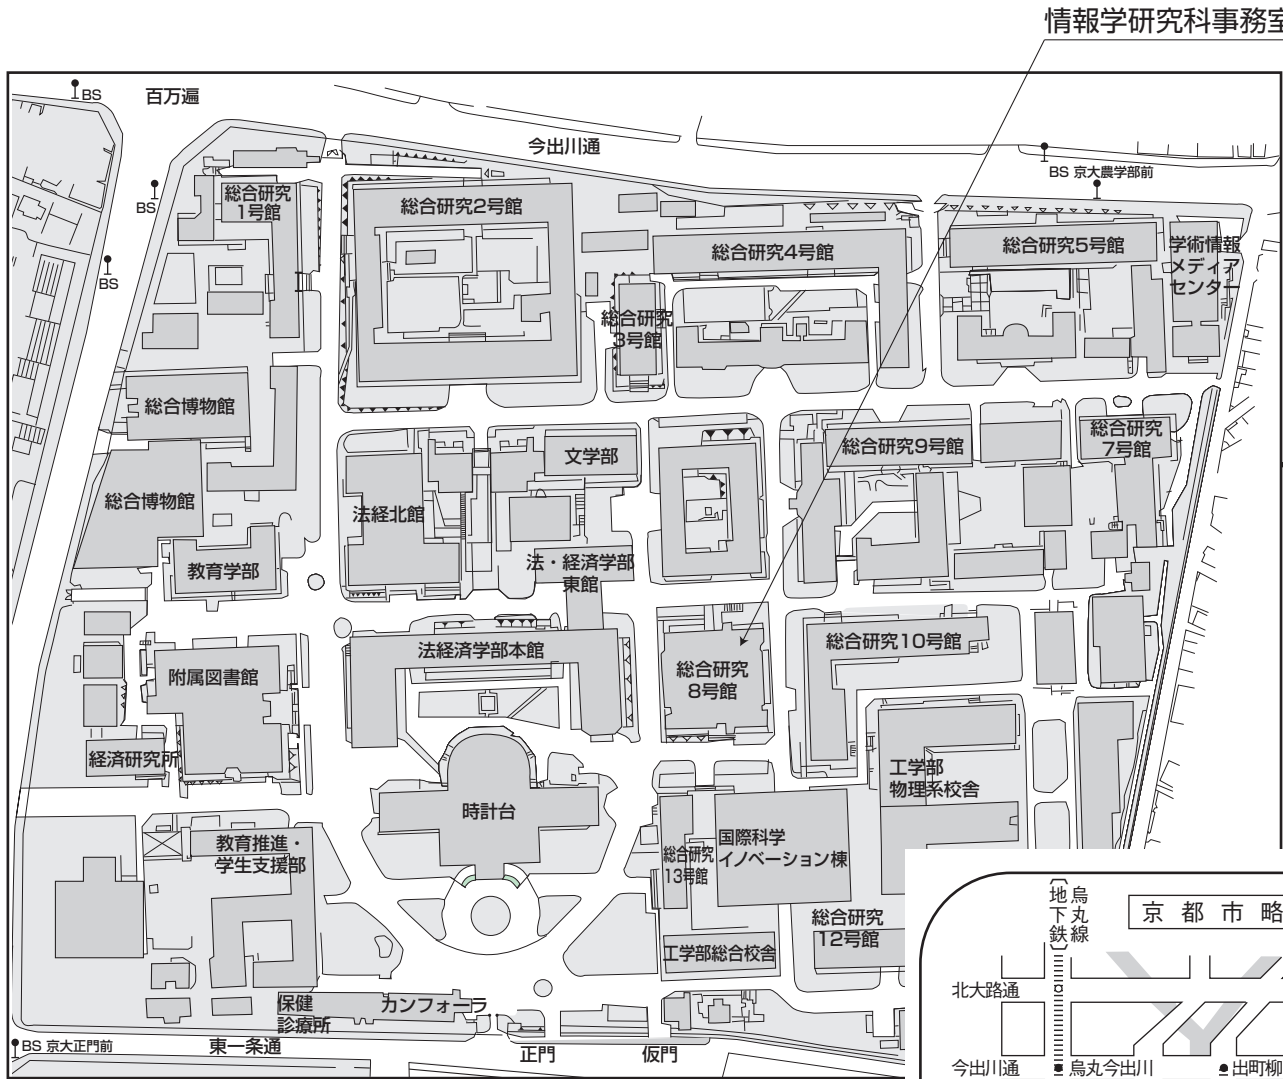 情報学研究科事務室
BS
百万遍
今出川通
BS 京大農学部前
BS
BS
総合研究
1号館
総合研究2号館
総合研究4号館
総合研究5号館
学術情報
メディア
センター
総合研究
3号館
総合博物館
文学部
総合研究9号館
総合研究
7号館
総合博物館
法経北館
教育学部
法・経済学部
東館
附属図書館
法経済学部本館
総合研究
8号館
総合研究10号館
経済研究所
工学部
物理系校舎
時計台
教育推進・
学生支援部
総合研究
13号館
国際科学
イノベーション棟
総合研究
12号館
工学部総合校舎
保健
診療所
カンフォーラ
BS 京大正門前
東一条通
正門
仮門
京都市略
地下鉄
烏丸線
北大路通
今出川通
烏丸今出川
出町柳